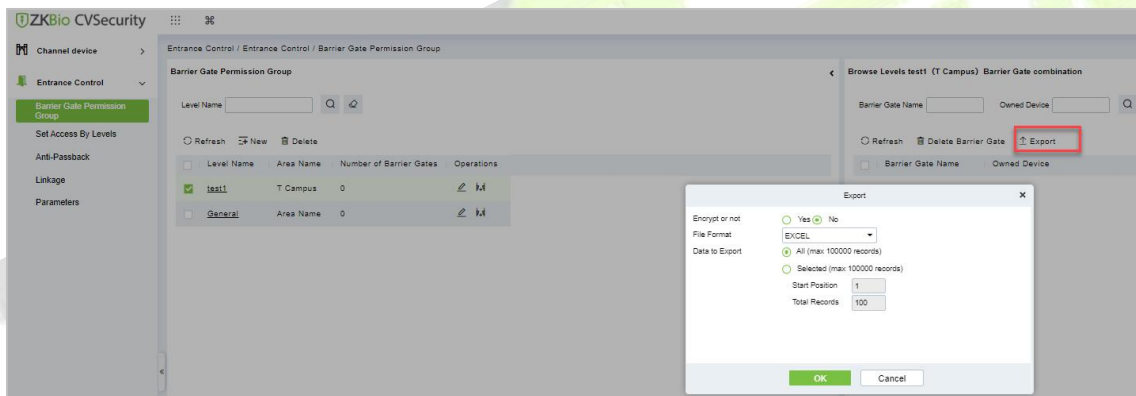 ZKBio CVSecurity
Channel device
Entrance Control
Barrier Gate Permission
Group
Set Access By Levels
Anti-Passback
Linkage
Parameters
Entrance Control / Entrance Control / Barrier Gate Permission Group
Barrier Gate Permission Group
Level Name
Refresh New Delete
Level Name Area Name Number of Barrier Gates Operations
test1 T Campus 0
General Area Name 0
Browse Levels test1 (T Campus) Barrier Gate combination
Barrier Gate Name Owned Device
Refresh Delete Barrier Gate Export
Barrier Gate Name Owned Device
Export
Encrypt or not Yes No
File Format EXCEL
Data to Export All (max 100000 records)
Selected (max 100000 records)
Start Position 1
Total Records 100
OK Cancel